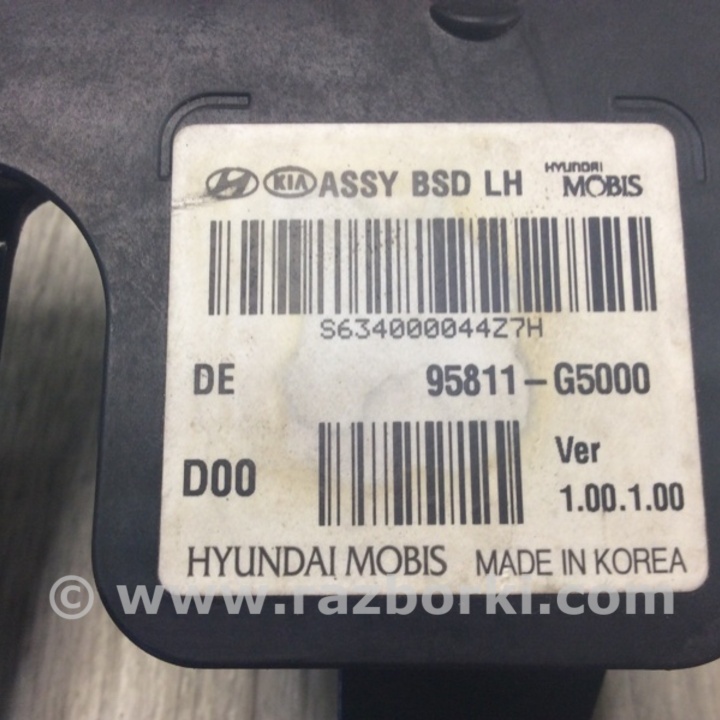 KIA ASSY BSD LH HYUNDAI MOBIS
S634000044Z7H
DE 95811-G5000
D00 Ver 1.00.1.00
HYUNDAI MOBIS MADE IN KOREA
© www.razborki.com